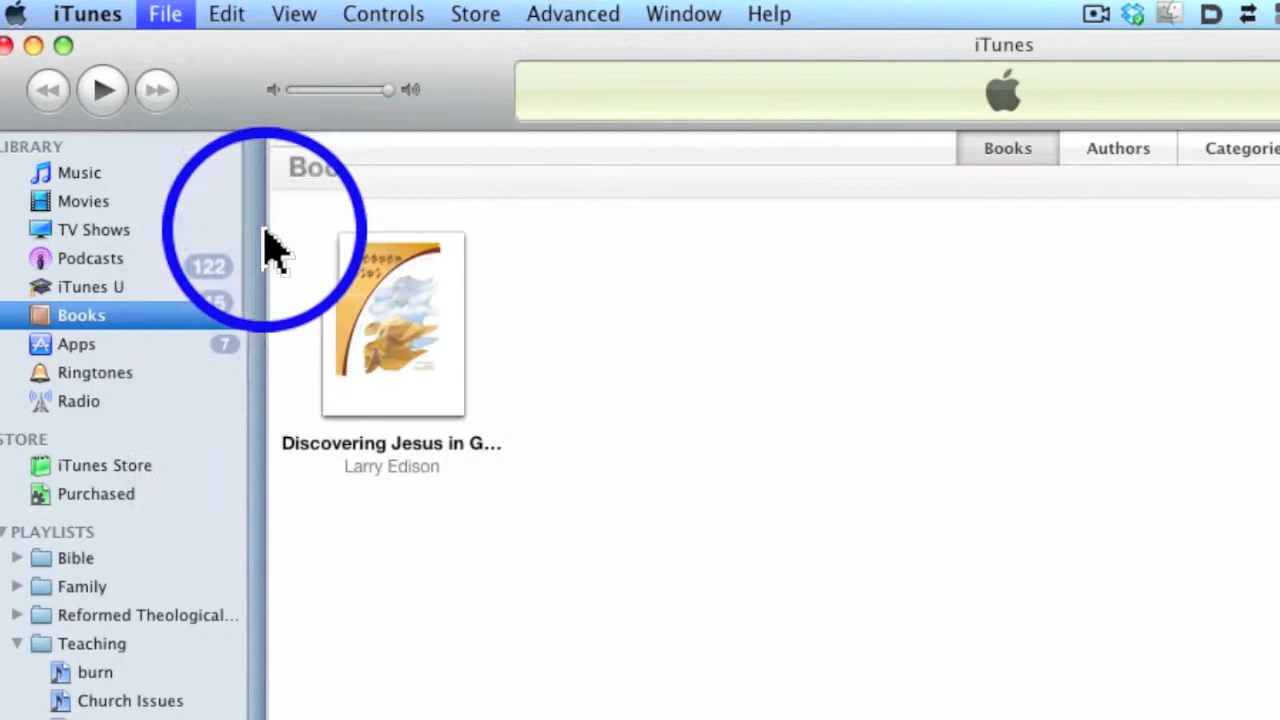 iTunes File Edit View Controls Store Advanced Window Help
iTunes
LIBRARY
Music
Movies
TV Shows
Podcasts 122
iTunes U 15
Books
Apps 7
Ringtones
Radio
STORE
iTunes Store
Purchased
PLAYLISTS
Bible
Family
Reformed Theological...
Teaching
burn
Church Issues
Boo
Books Authors Categorie
Discovering Jesus in G...
Larry Edison